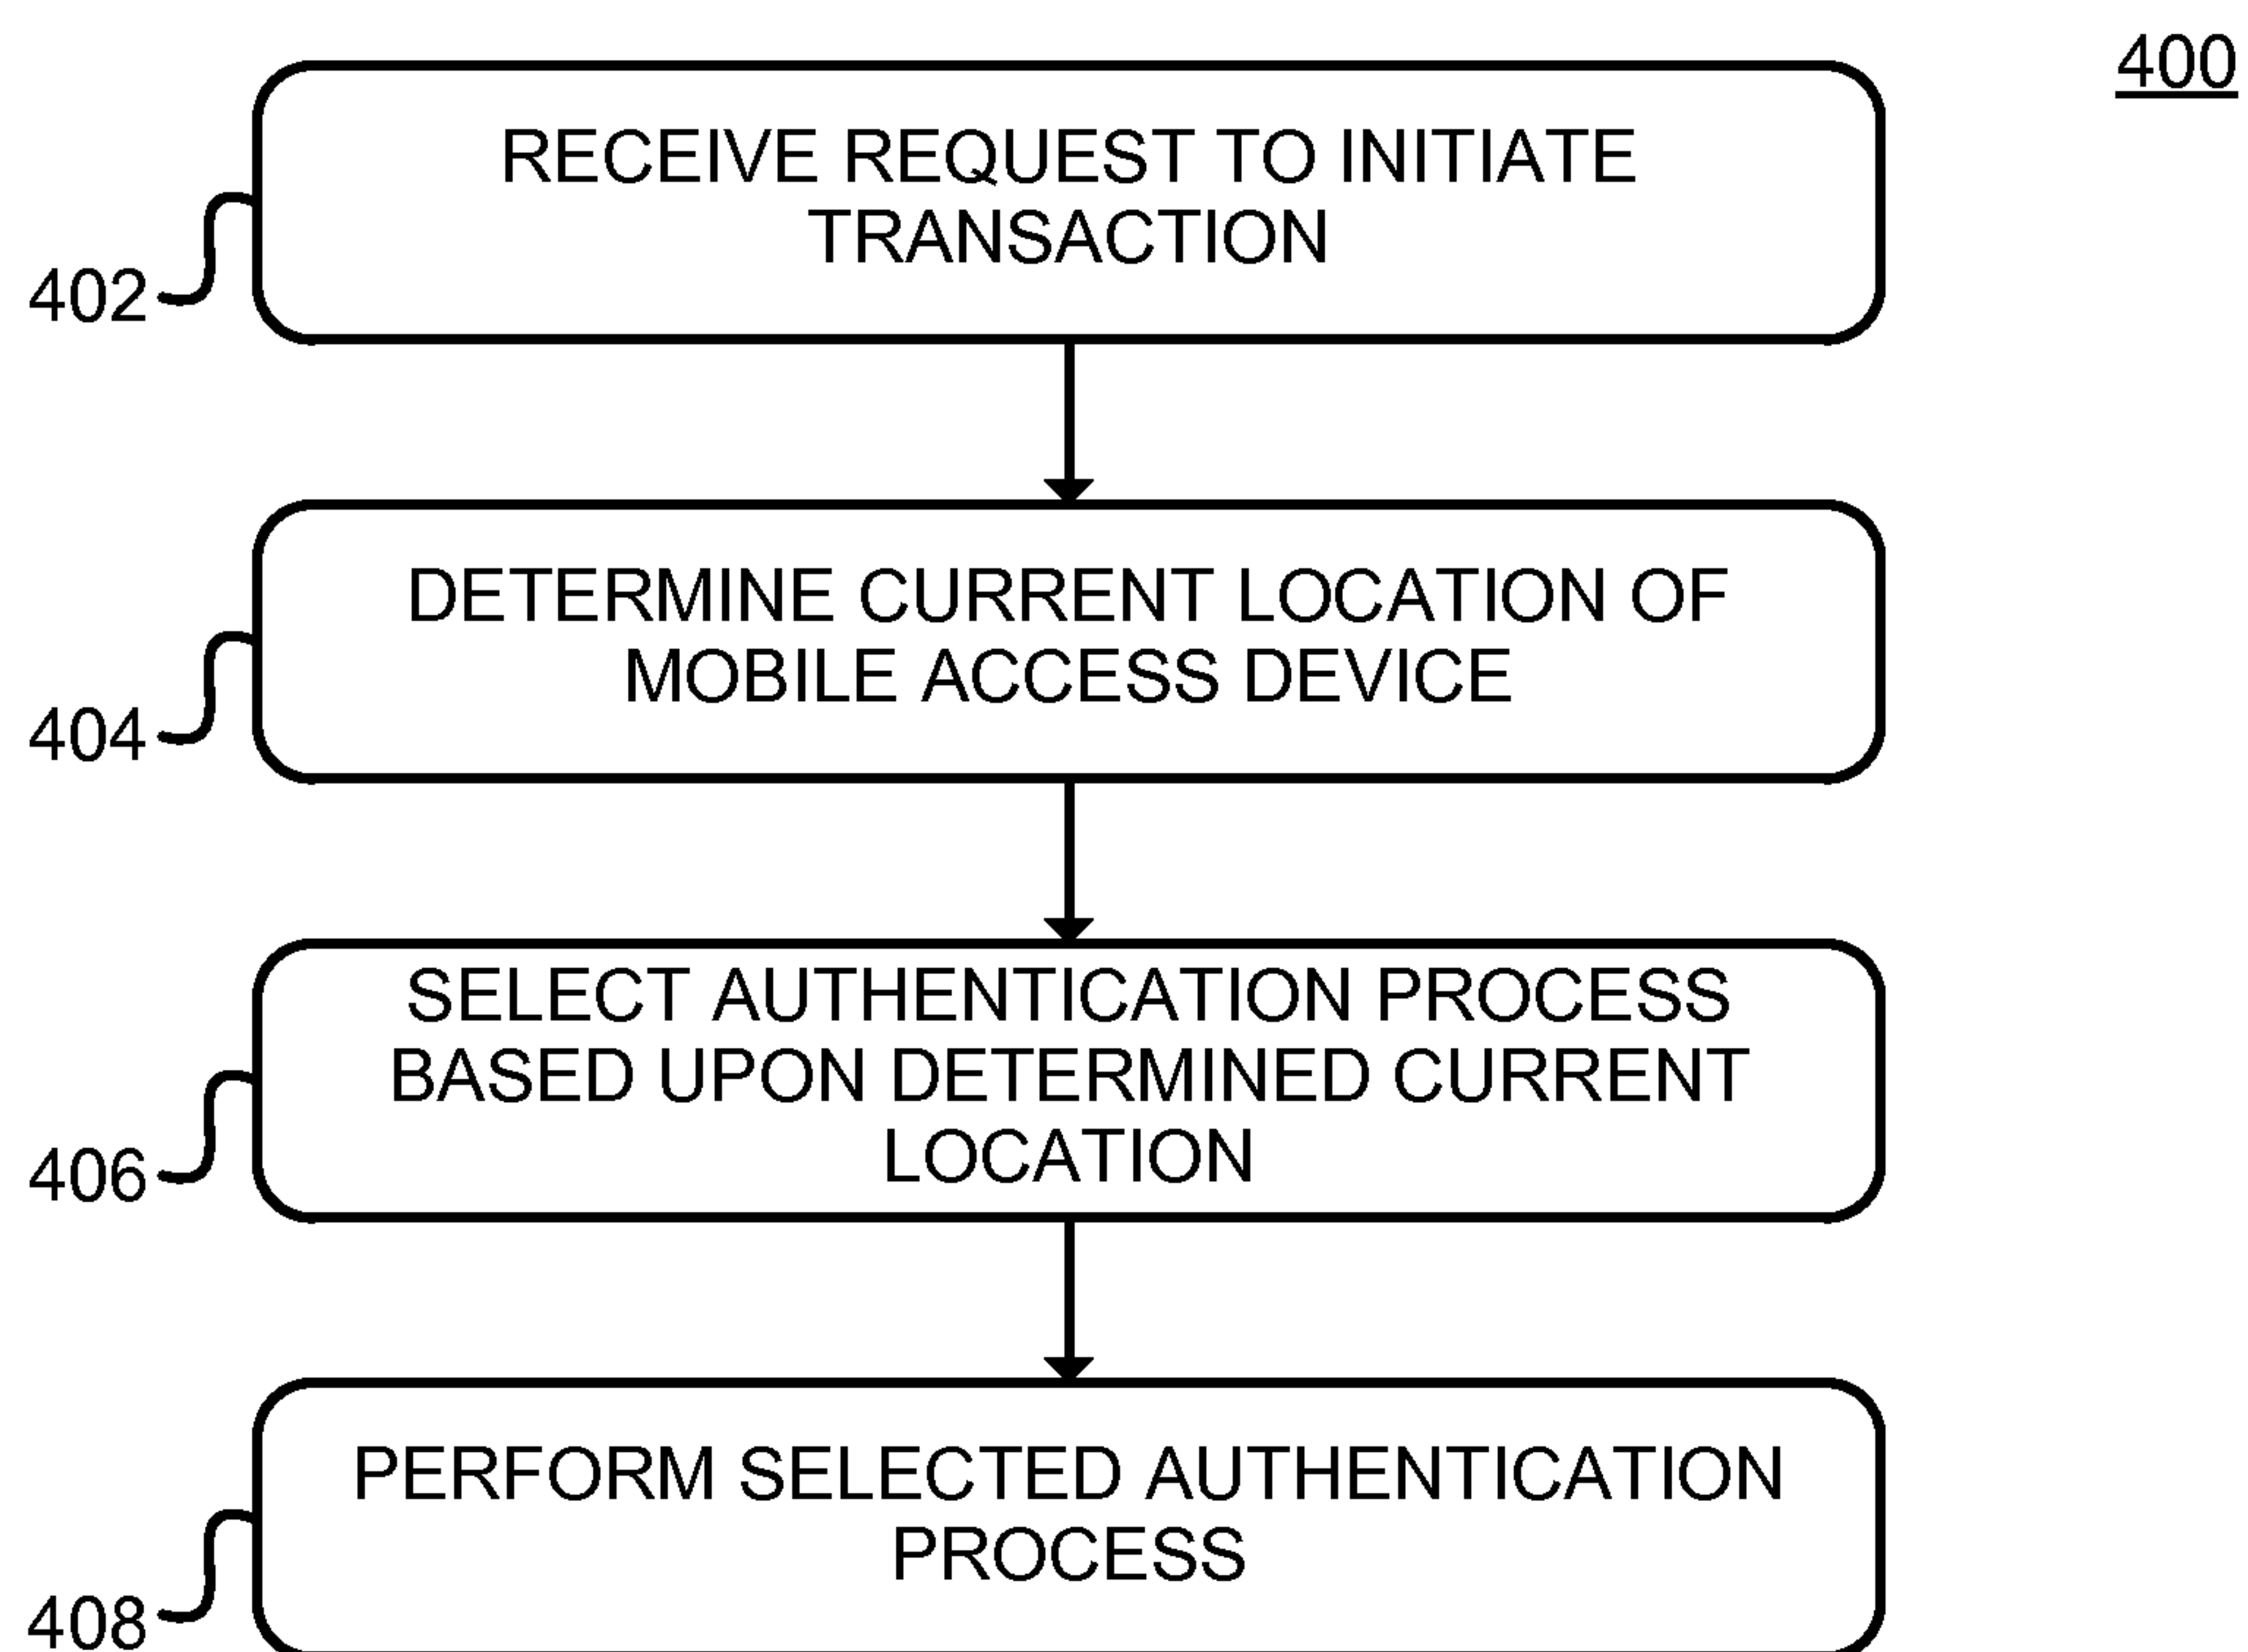 400
RECEIVE REQUEST TO INITIATE
TRANSACTION
402
DETERMINE CURRENT LOCATION OF
MOBILE ACCESS DEVICE
404
SELECT AUTHENTICATION PROCESS
BASED UPON DETERMINED CURRENT
LOCATION
406
PERFORM SELECTED AUTHENTICATION
PROCESS
408